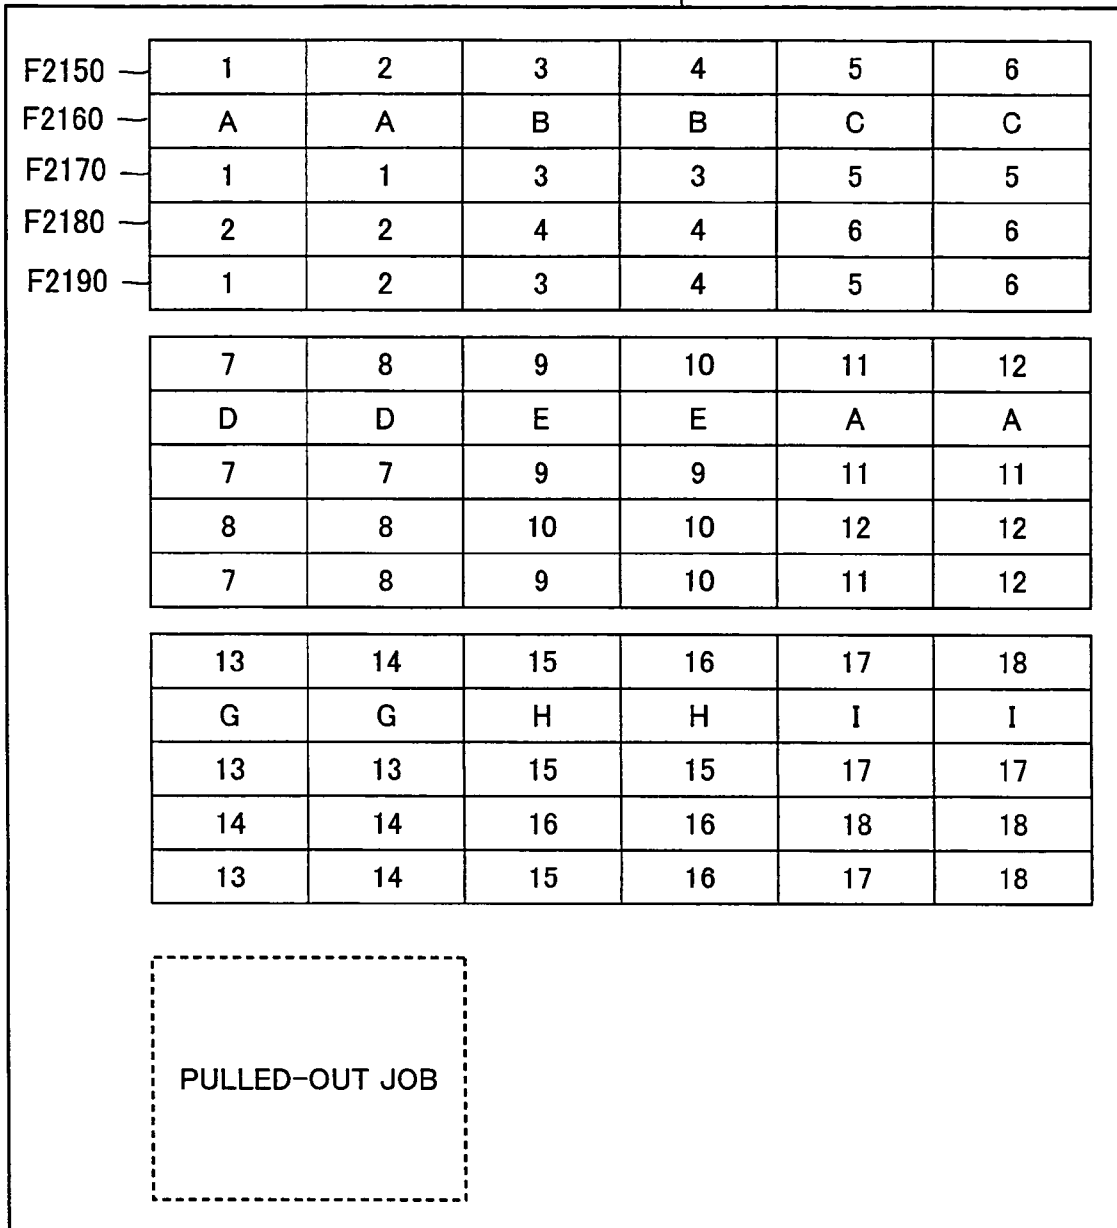 F2150 1 2 3 4 5 6
F2160 A A B B C C
F2170 1 1 3 3 5 5
F2180 2 2 4 4 6 6
F2190 1 2 3 4 5 6
7 8 9 10 11 12
D D E E A A
7 7 9 9 11 11
8 8 10 10 12 12
7 8 9 10 11 12
13 14 15 16 17 18
G G H H I I
13 13 15 15 17 17
14 14 16 16 18 18
13 14 15 16 17 18
PULLED-OUT JOB